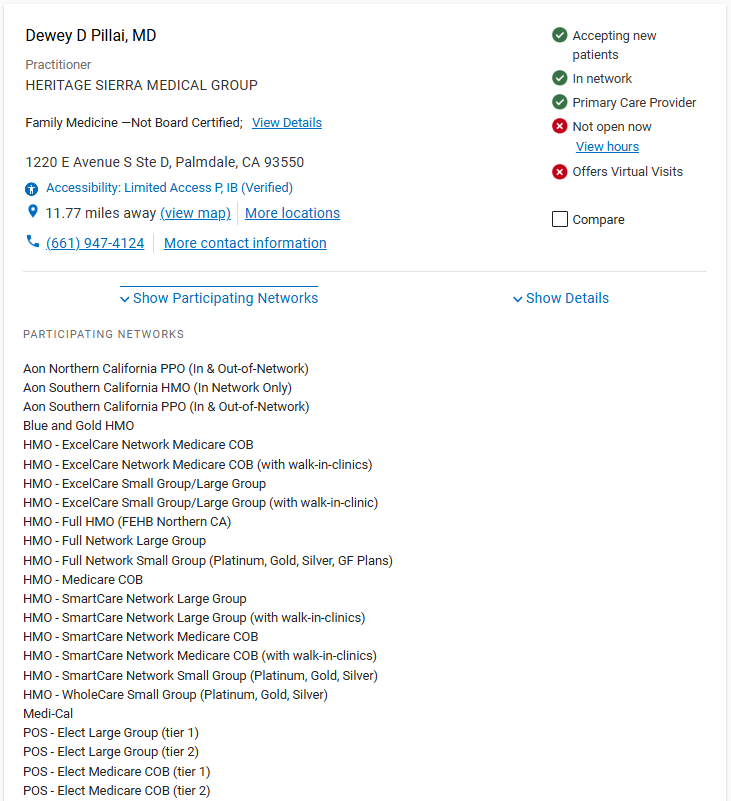 Dewey D Pillai, MD
Practitioner
HERITAGE SIERRA MEDICAL GROUP
Family Medicine —Not Board Certified; View Details
1220 E Avenue S Ste D, Palmdale, CA 93550
Accessibility: Limited Access P, IB (Verified)
11.77 miles away (view map) More locations
(661) 947-4124 More contact information
Accepting new
patients
In network
Primary Care Provider
Not open now
View hours
Offers Virtual Visits
Compare
Show Participating Networks
Show Details
PARTICIPATING NETWORKS
Aon Northern California PPO (In & Out-of-Network)
Aon Southern California HMO (In Network Only)
Aon Southern California PPO (In & Out-of-Network)
Blue and Gold HMO
HMO - ExcelCare Network Medicare COB
HMO - ExcelCare Network Medicare COB (with walk-in-clinics)
HMO - ExcelCare Small Group/Large Group
HMO - ExcelCare Small Group/Large Group (with walk-in-clinic)
HMO - Full HMO (FEHB Northern CA)
HMO - Full Network Large Group
HMO - Full Network Small Group (Platinum, Gold, Silver, GF Plans)
HMO - Medicare COB
HMO - SmartCare Network Large Group
HMO - SmartCare Network Large Group (with walk-in-clinics)
HMO - SmartCare Network Medicare COB
HMO - SmartCare Network Medicare COB (with walk-in-clinics)
HMO - SmartCare Network Small Group (Platinum, Gold, Silver)
HMO - WholeCare Small Group (Platinum, Gold, Silver)
Medi-Cal
POS - Elect Large Group (tier 1)
POS - Elect Large Group (tier 2)
POS - Elect Medicare COB (tier 1)
POS - Elect Medicare COB (tier 2)